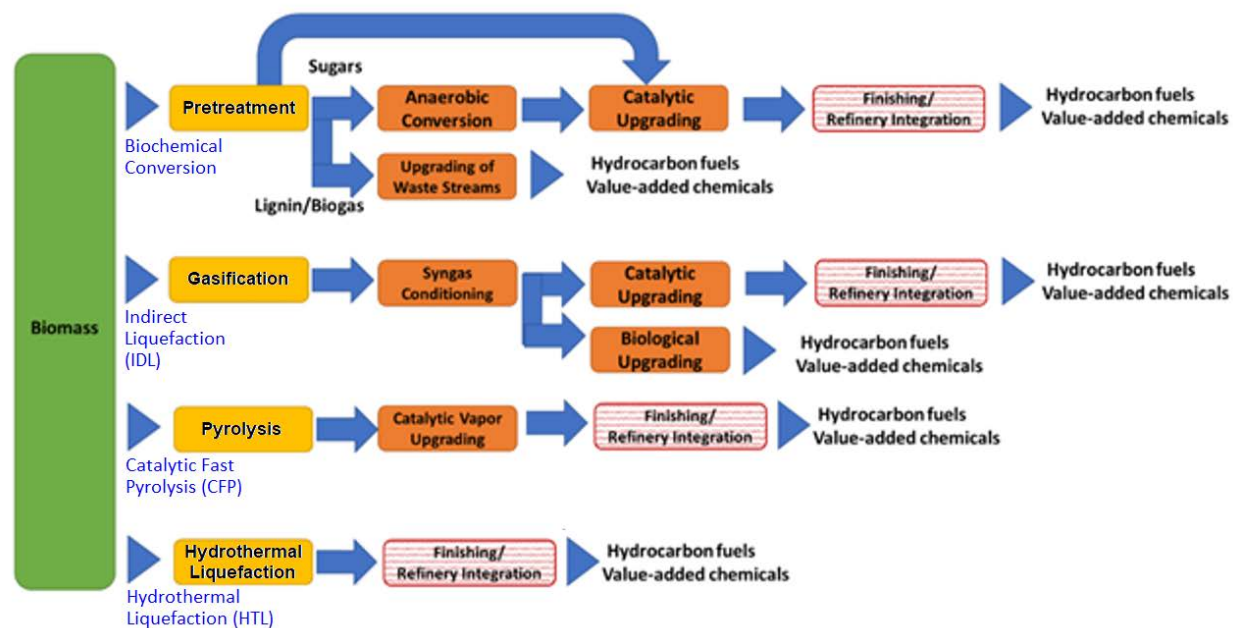 Biomass
Sugars
Pretreatment
Biochemical
Conversion
Lignin/Biogas
Anaerobic
Conversion
Catalytic
Upgrading
Finishing/
Refinery Integration
Hydrocarbon fuels
Value-added chemicals
Upgrading of
Waste Streams
Hydrocarbon fuels
Value-added chemicals
Gasification
Indirect
Liquefaction
(IDL)
Syngas
Conditioning
Catalytic
Upgrading
Finishing/
Refinery Integration
Hydrocarbon fuels
Value-added chemicals
Biological
Upgrading
Hydrocarbon fuels
Value-added chemicals
Pyrolysis
Catalytic Fast
Pyrolysis (CFP)
Catalytic Vapor
Upgrading
Finishing/
Refinery Integration
Hydrocarbon fuels
Value-added chemicals
Hydrothermal
Liquefaction
Hydrothermal
Liquefaction (HTL)
Finishing/
Refinery Integration
Hydrocarbon fuels
Value-added chemicals